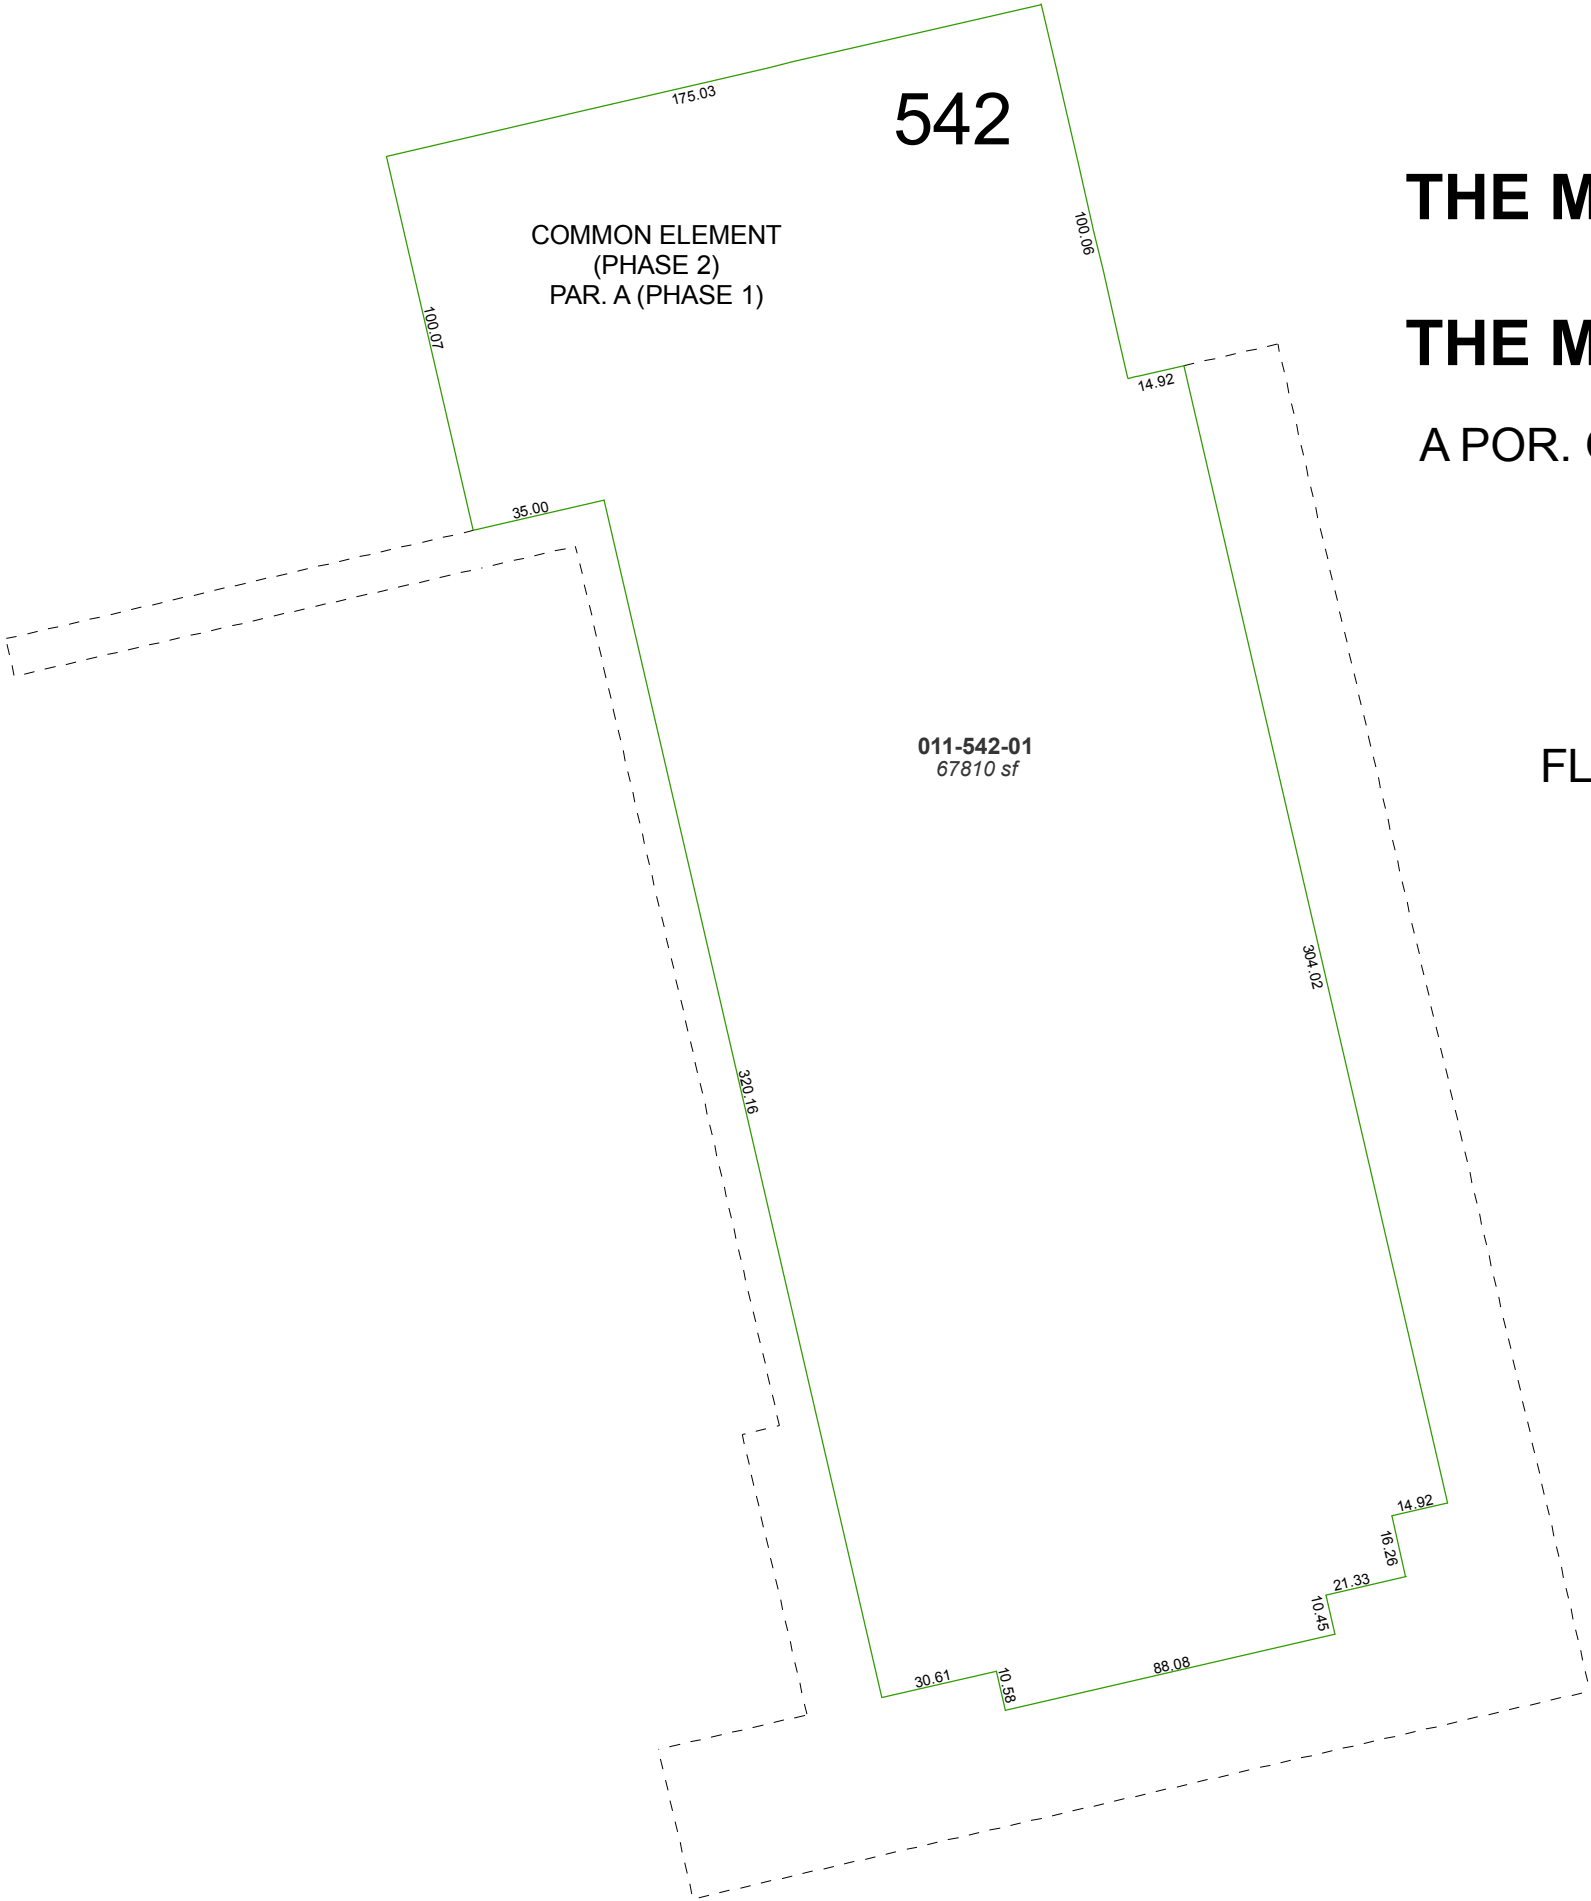 175.03
542
THE M
100.06
COMMON ELEMENT
(PHASE 2)
PAR. A (PHASE 1)
100.07
THE M
14.92
A POR.
35.00
011-542-01
67810 sf
FL
304.02
320.16
14.92
16.26
21.33
10.45
88.08
30.61
10.58